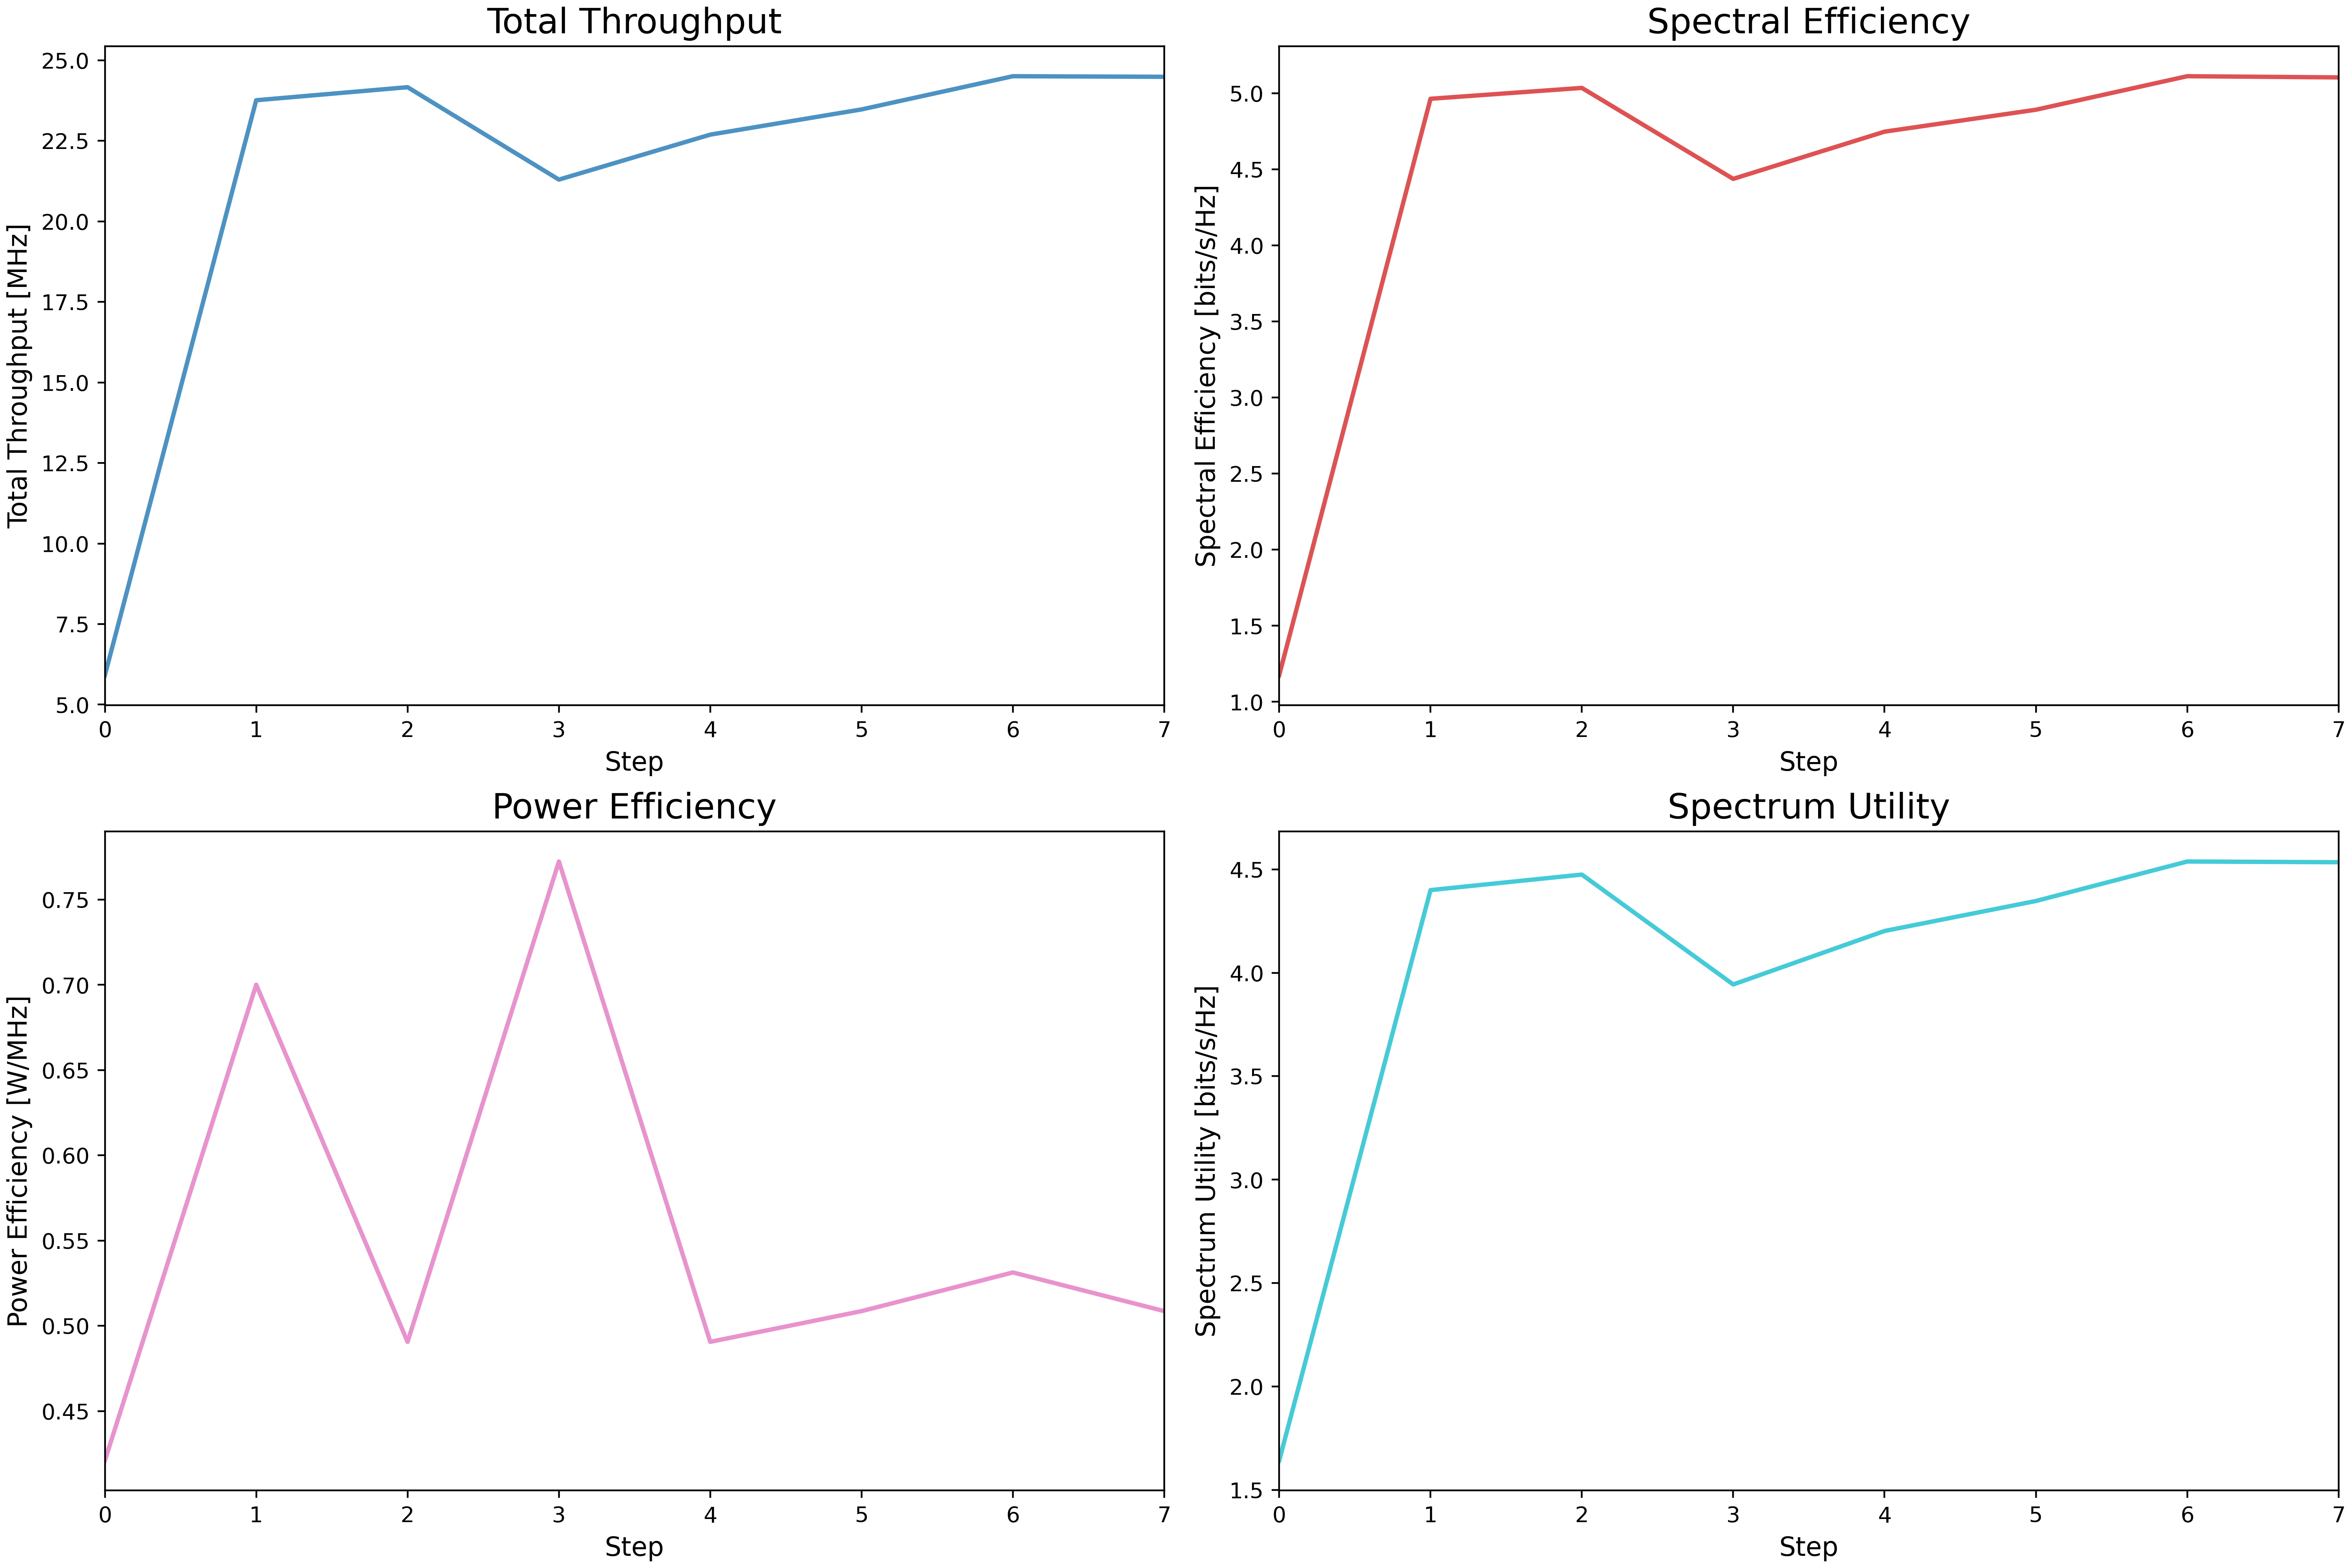 Total Throughput
Total Throughput [MHz]
25.0
22.5
20.0
17.5
15.0
12.5
10.0
7.5
5.0
0 1 2 3 4 5 6 7
Step
Spectral Efficiency
Spectral Efficiency [bits/s/Hz]
5.0
4.5
4.0
3.5
3.0
2.5
2.0
1.5
1.0
0 1 2 3 4 5 6 7
Step
Power Efficiency
Power Efficiency [W/MHz]
0.75
0.70
0.65
0.60
0.55
0.50
0.45
0 1 2 3 4 5 6 7
Step
Spectrum Utility
Spectrum Utility [bits/s/Hz]
4.5
4.0
3.5
3.0
2.5
2.0
1.5
0 1 2 3 4 5 6 7
Step